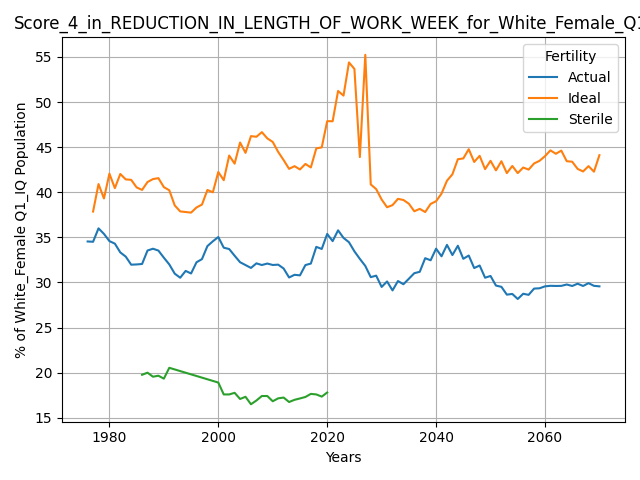 Score_4_in_REDUCTION_IN_LENGTH_OF_WORK_WEEK_for_White_Female_Q1
Fertility
Actual
Ideal
Sterile
% of White_Female Q1_IQ Population
55
50
45
40
35
30
25
20
15
1980 2000 2020 2040 2060
Years